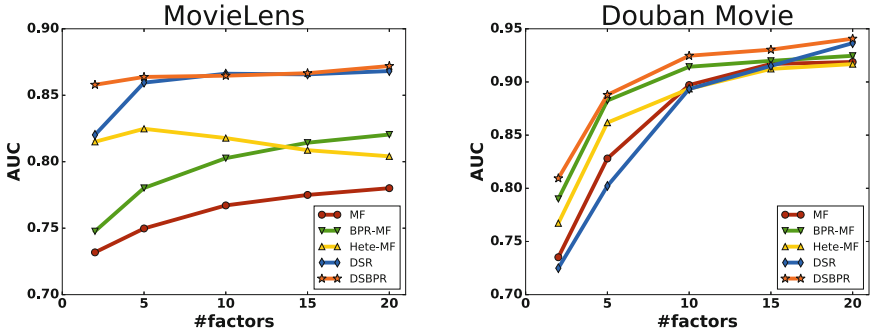 MovieLens
0.90
0.85
0.80
0.75
0.70
AUC
0 5 10 15 20
#factors
MF
BPR-MF
Hete-MF
DSR
DSBPR
Douban Movie
0.95
0.90
0.85
0.80
0.75
0.70
AUC
0 5 10 15 20
#factors
MF
BPR-MF
Hete-MF
DSR
DSBPR